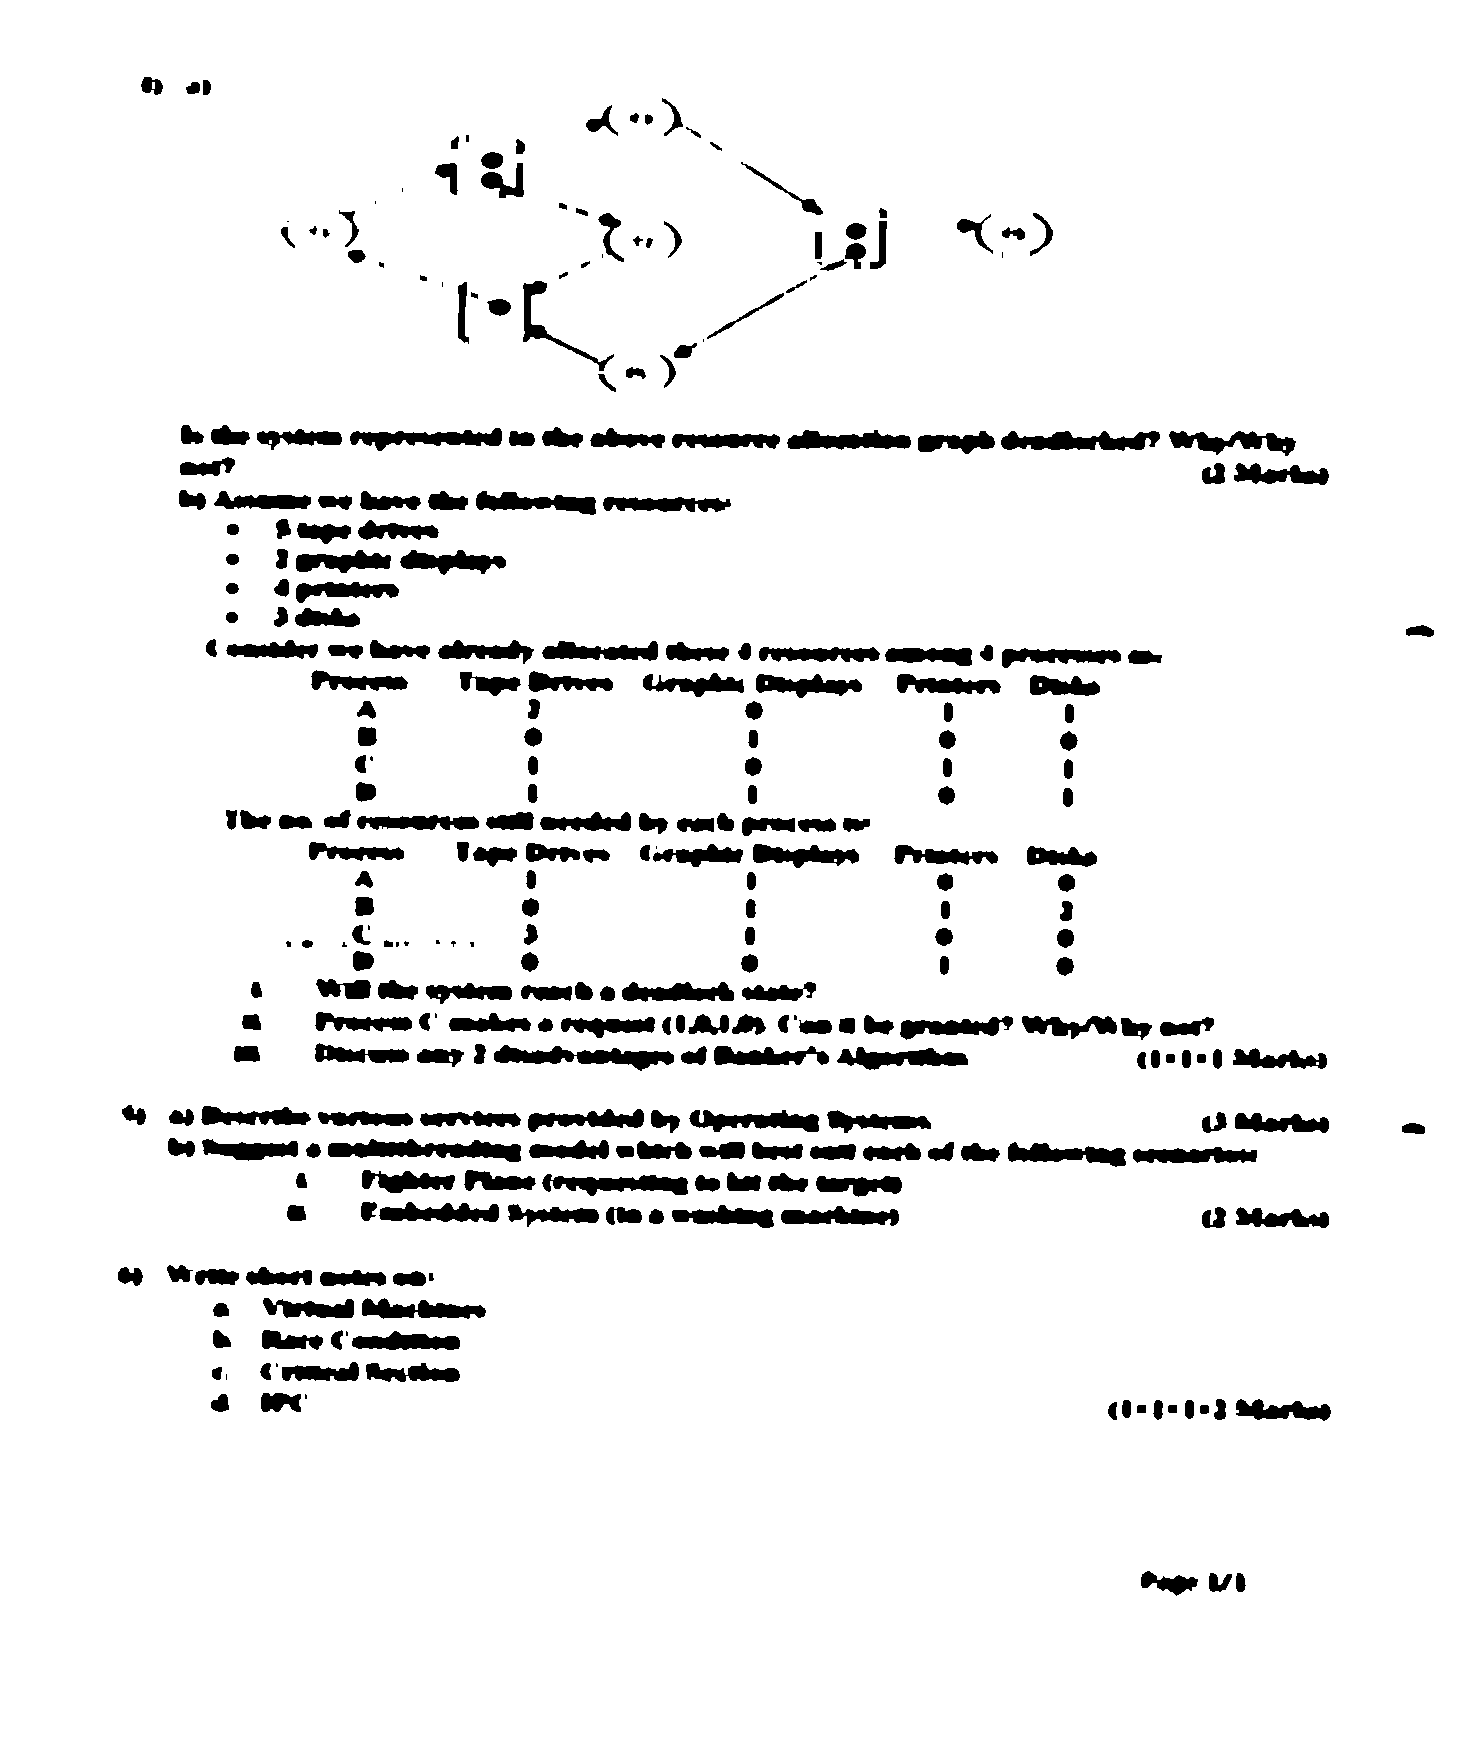 a)
Is the system represented in the above resource allocation graph deadlocked? Why/Why
not? (2 Marks)
b) Assume we have the following resources:
5 tape drives
2 graphic displays
4 printers
3 disks
Consider we have already allocated these 4 resources among 4 processes as:
Process Tape Drives Graphic Displays Printers Disks
A 2 0 1 1
B 0 1 0 0
C 1 0 1 1
D 1 1 0 1
The no. of resources still needed by each process is:
Process Tape Drives Graphic Displays Printers Disks
A 1 1 0 0
B 0 1 1 2
C 3 1 0 0
D 0 0 1 0
i. Will the system reach a deadlock state?
ii. Process C makes a request (1,0,1,0). Can it be granted? Why/Why not?
iii. Discuss any 2 disadvantages of Banker's Algorithm (1+1+1 Marks)
a) Describe various services provided by Operating Systems. (3 Marks)
b) Suggest a multithreading model which will best suit each of the following scenarios:
i. Fighter Plane (requesting to hit the target)
ii. Embedded System (in a washing machine) (2 Marks)
Write short notes on:
a. Virtual Machines
b. Race Condition
c. Critical Section
d. IPC (1+1+1+2 Marks)
Page 1/1